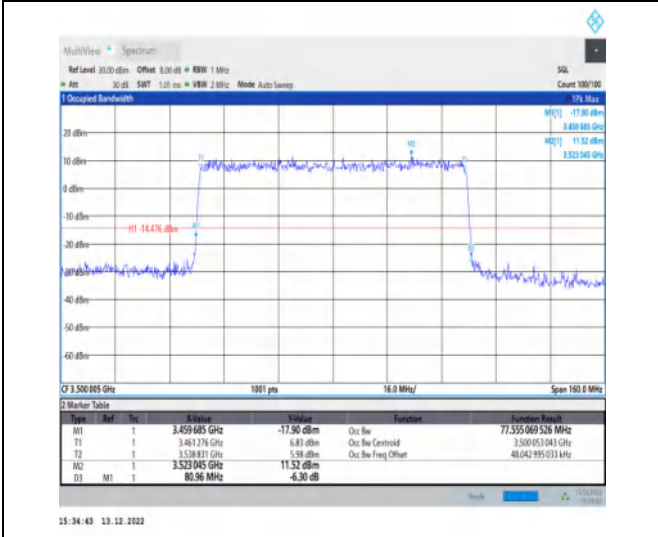 MultiView Spectrum
Ref Level 30.00 dBm Offset 8.00 dB RBW 1 MHz SGL
Att 30 dB SWT 1.01 ms VBW 2 MHz Mode Auto Sweep Count 100/100
1 Occupied Bandwidth 1Pk Max
M1[1] -17.90 dBm
3.459 685 GHz
20 dBm
M2[1] 11.52 dBm
3.523 045 GHz
M2
T1
10 dBm
0 dBm
-10 dBm
H1 -14.476 dBm
M1
-20 dBm
-30 dBm
-40 dBm
-50 dBm
-60 dBm
CF 3.500 005 GHz 1001 pts 16.0 MHz/ Span 160.0 MHz
2 Marker Table
Type Ref Trc X-Value Y-Value Function Function Result
M1 1 3.459 685 GHz -17.90 dBm Occ Bw 77.555 069 526 MHz
T1 1 3.461 276 GHz 6.83 dBm Occ Bw Centroid 3.500 053 043 GHz
T2 1 3.538 831 GHz 5.98 dBm Occ Bw Freq Offset 48.042 995 033 kHz
M2 1 3.523 045 GHz 11.52 dBm
D3 M1 1 80.96 MHz -6.30 dB
Ready
15:34:43 13.12.2022